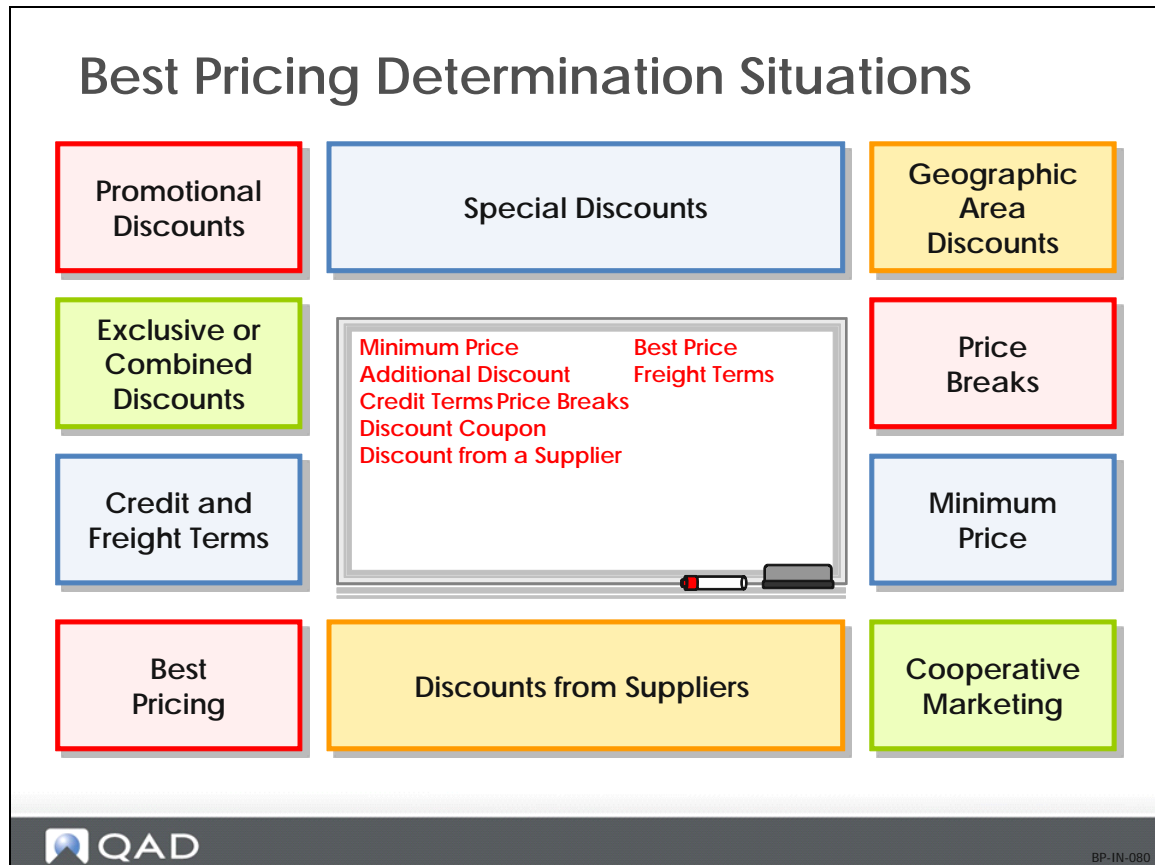 Best Pricing Determination Situations
Promotional
Discounts
Special Discounts
Geographic
Area
Discounts
Exclusive or
Combined
Discounts
Minimum Price Best Price
Additional Discount Freight Terms
Credit Terms Price Breaks
Discount Coupon
Discount from a Supplier
Price
Breaks
Credit and
Freight Terms
Minimum
Price
Best
Pricing
Discounts from Suppliers
Cooperative
Marketing
QAD
BP-IN-080